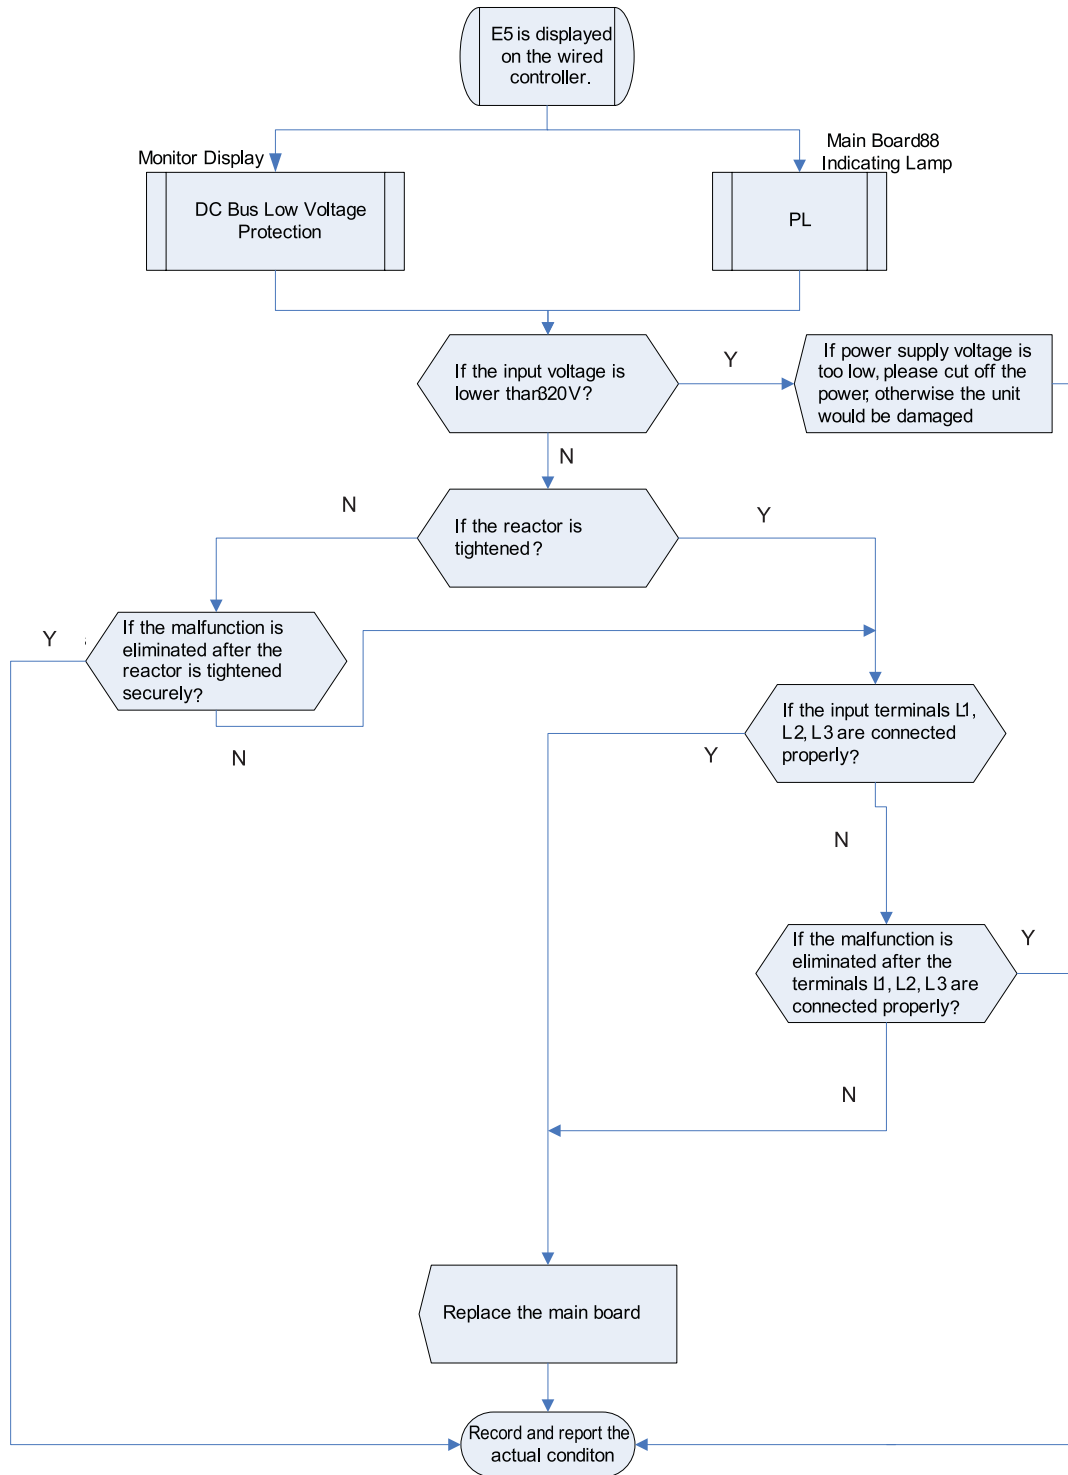 E5 is displayed
on the wired
controller.
Monitor Display
Main Board88
Indicating Lamp
DC Bus Low Voltage
Protection
PL
If the input voltage is
lower than320V?
Y
If power supply voltage is
too low, please cut off the
power, otherwise the unit
would be damaged
N
N
If the reactor is
tightened?
Y
Y
If the malfunction is
eliminated after the
reactor is tightened
securely?
N
If the input terminals L1,
L2, L3 are connected
properly?
Y
N
If the malfunction is
eliminated after the
terminals L1, L2, L3 are
connected properly?
Y
N
Replace the main board
Record and report the
actual conditon